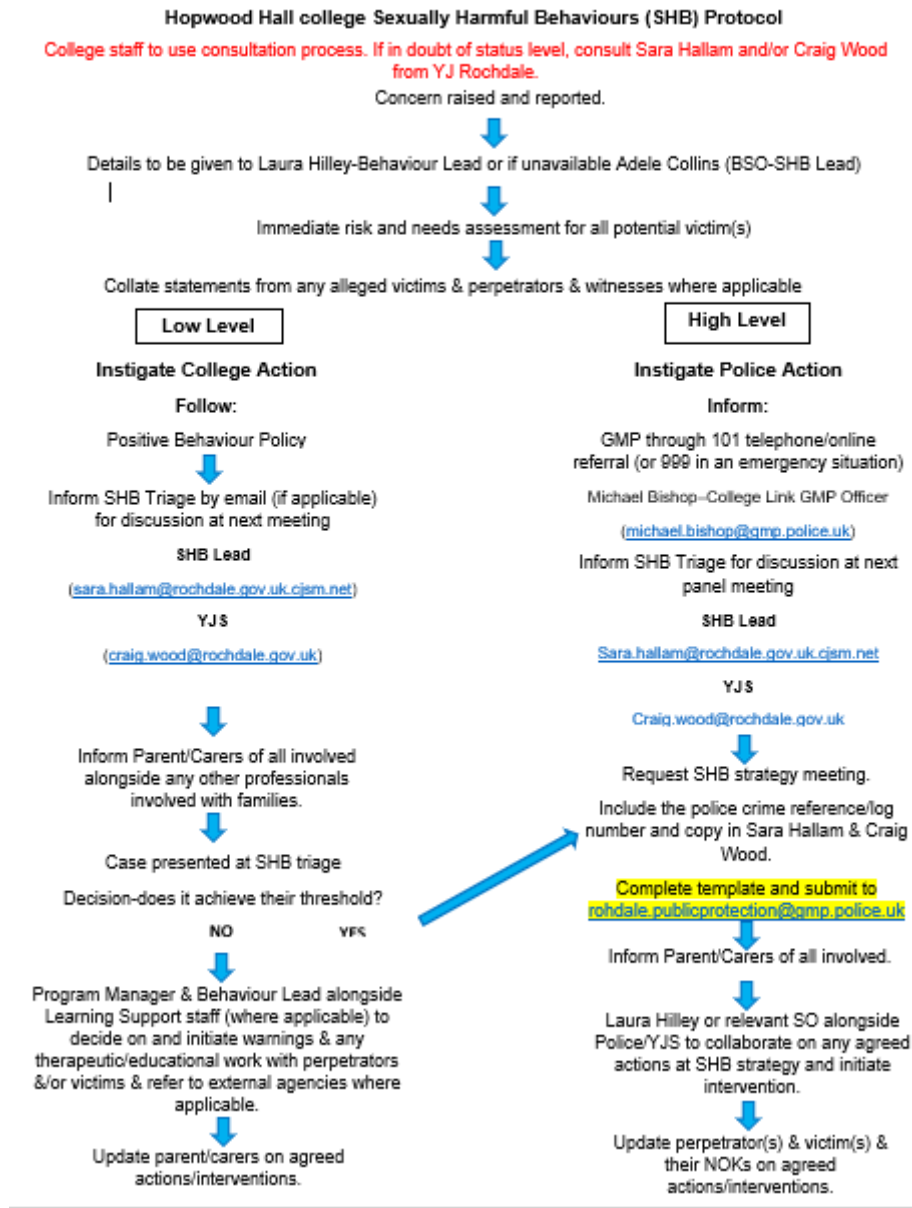 Hopwood Hall college Sexually Harmful Behaviours (SHB) Protocol
College staff to use consultation process. If in doubt of status level, consult Sara Hallam and/or Craig Wood
from YJ Rochdale.
Concern raised and reported.
Details to be given to Laura Hilley-Behaviour Lead or if unavailable Adele Collins (BSO-SHB Lead)
Immediate risk and needs assessment for all potential victim(s)
Collate statements from any alleged victims & perpetrators & witnesses where applicable
Low Level
Instigate College Action
Follow:
Positive Behaviour Policy
Inform SHB Triage by email (if applicable)
for discussion at next meeting
SHB Lead
(sara.hallam@rochdale.gov.uk.cjsm.net)
YJS
(craig.wood@rochdale.gov.uk)
Inform Parent/Carers of all involved
alongside any other professionals
involved with families.
Case presented at SHB triage
Decision-does it achieve their threshold?
NO YES
Program Manager & Behaviour Lead alongside
Learning Support staff (where applicable) to
decide on and initiate warnings & any
therapeutic/educational work with perpetrators
&/or victims & refer to external agencies where
applicable.
Update parent/carers on agreed
actions/interventions.
High Level
Instigate Police Action
Inform:
GMP through 101 telephone/online
referral (or 999 in an emergency situation)
Michael Bishop–College Link GMP Officer
(michael.bishop@gmp.police.uk)
Inform SHB Triage for discussion at next
panel meeting
SHB Lead
Sara.hallam@rochdale.gov.uk.cjsm.net
YJS
Craig.wood@rochdale.gov.uk
Request SHB strategy meeting.
Include the police crime reference/log
number and copy in Sara Hallam & Craig
Wood.
Complete template and submit to
rohdale.publicprotection@gmp.police.uk
Inform Parent/Carers of all involved.
Laura Hilley or relevant SO alongside
Police/YJS to collaborate on any agreed
actions at SHB strategy and initiate
intervention.
Update perpetrator(s) & victim(s) &
their NOKs on agreed
actions/interventions.